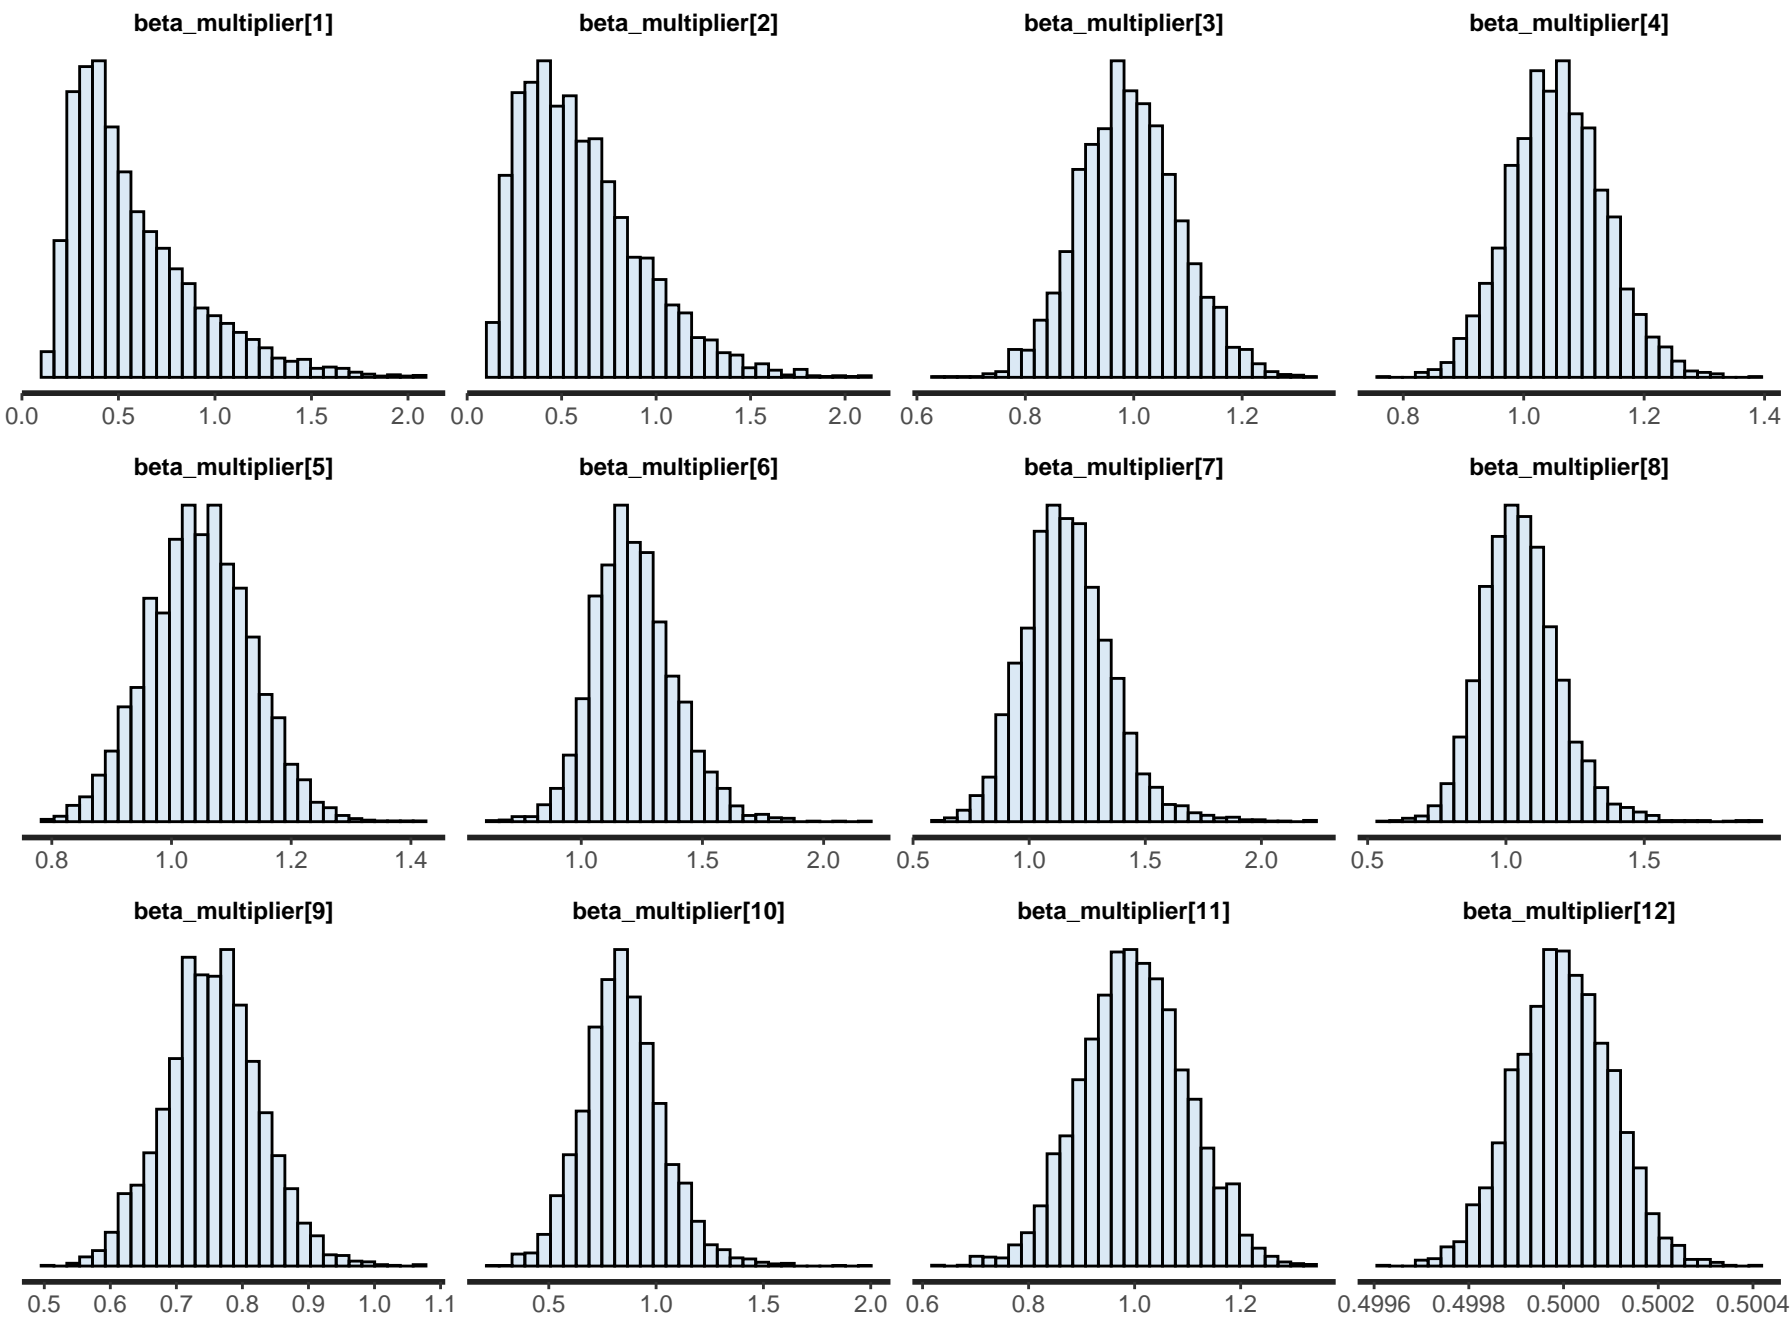 beta_multiplier[1] beta_multiplier[2] beta_multiplier[3] beta_multiplier[4]
0.0 0.5 1.0 1.5 2.0 0.0 0.5 1.0 1.5 2.0 0.6 0.8 1.0 1.2 0.8 1.0 1.2 1.4
beta_multiplier[5] beta_multiplier[6] beta_multiplier[7] beta_multiplier[8]
0.8 1.0 1.2 1.4 1.0 1.5 2.0 0.5 1.0 1.5 2.0 0.5 1.0 1.5
beta_multiplier[9] beta_multiplier[10] beta_multiplier[11] beta_multiplier[12]
0.5 0.6 0.7 0.8 0.9 1.0 1.1 0.5 1.0 1.5 2.0 0.6 0.8 1.0 1.2 0.4996 0.4998 0.5000 0.5002 0.5004